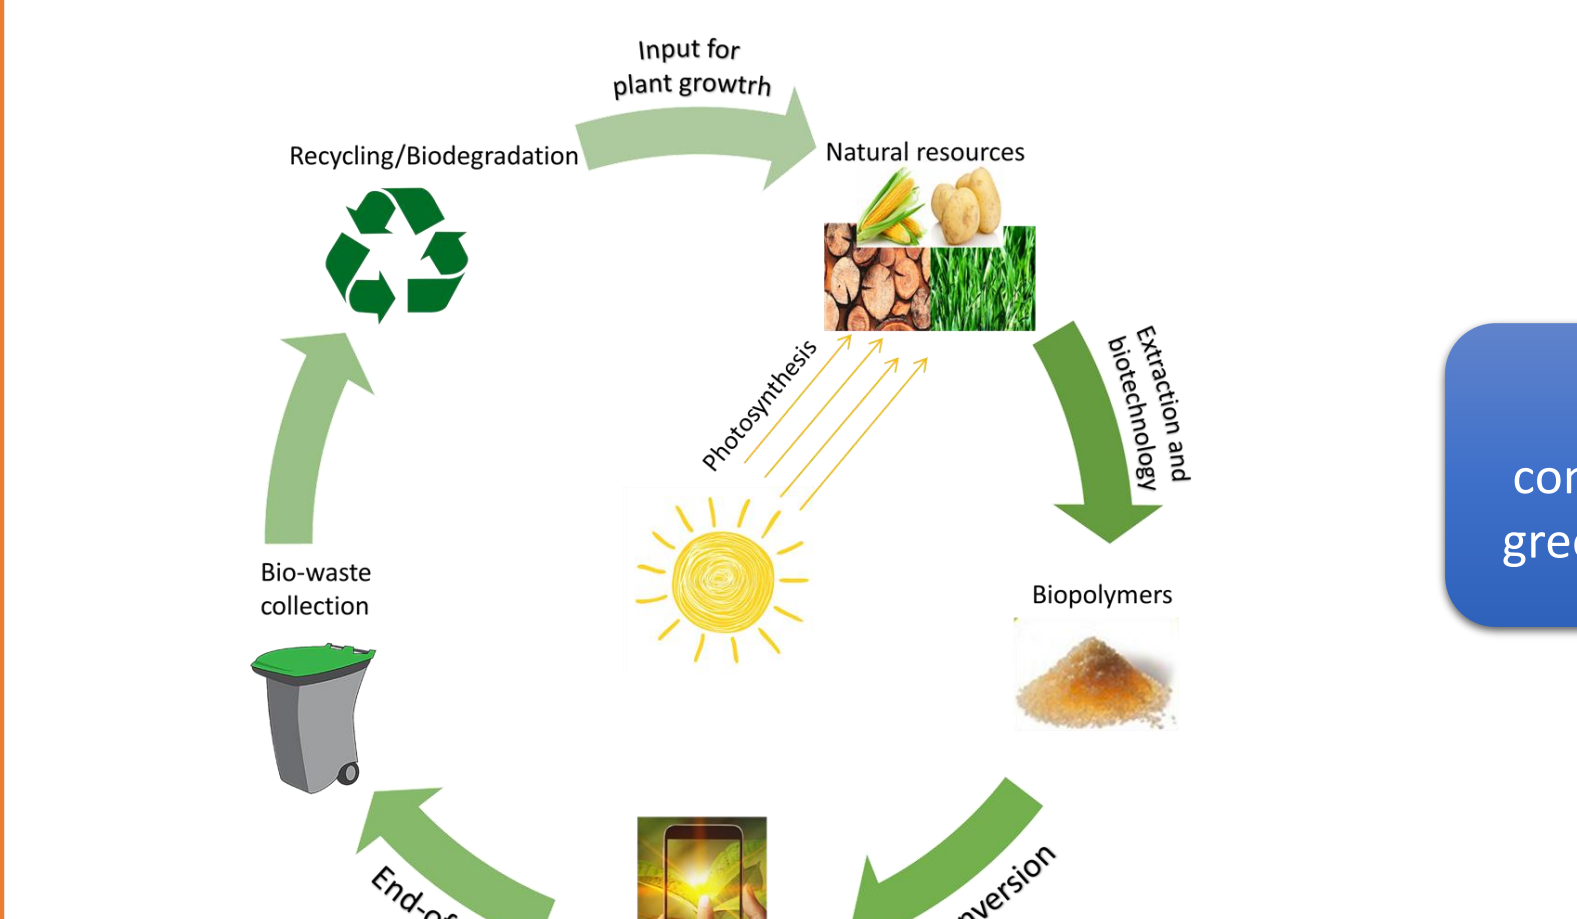 Input for
plant growtrh
Recycling/Biodegradation
Natural resources
Photosynthesis
Extraction and
biotechnology
Bio-waste
collection
Biopolymers